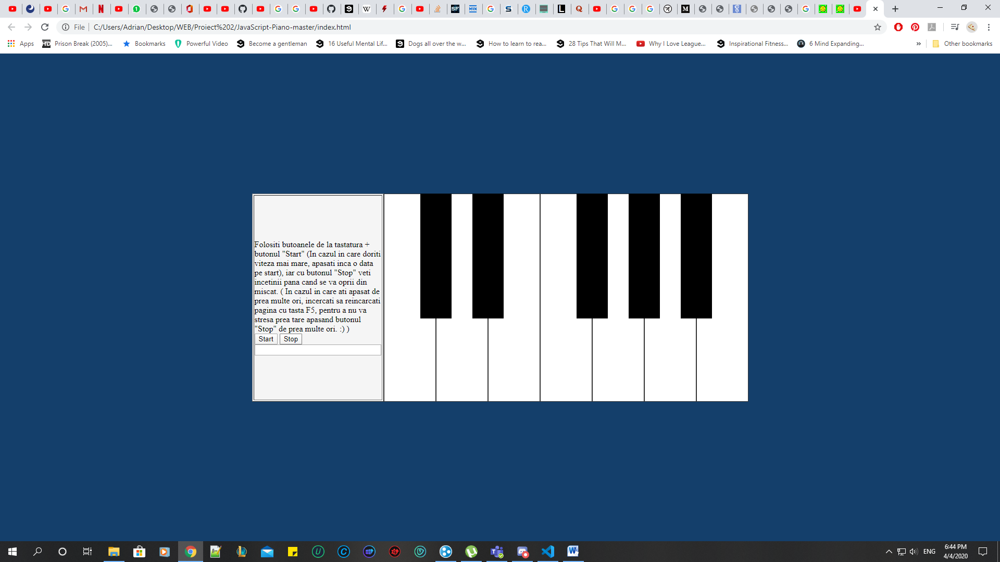 File
C:/Users/Adrian/Desktop/WEB/Proiect%202/JavaScript-Piano-master/index.html
Apps
Prison Break (2005)...
Bookmarks
Powerful Video
Become a gentleman
16 Useful Mental Lif...
Dogs all over the w...
How to learn to rea...
28 Tips That Will M...
Why I Love League...
Inspirational Fitness...
6 Mind Expanding...
»
Other bookmarks
Folositi butoanele de la tastatura +
butonul "Start" (In cazul in care doriti
viteza mai mare, apasati inca o data
pe start), iar cu butonul "Stop" veti
incetinii pana cand se va oprii din
miscat. ( In cazul in care ati apasat de
prea multe ori, incercati sa reincarcati
pagina cu tasta F5, pentru a nu va
stresa prea tare apasand butonul
"Stop" de prea multe ori. :) )
Start Stop
ENG
6:44 PM
4/4/2020